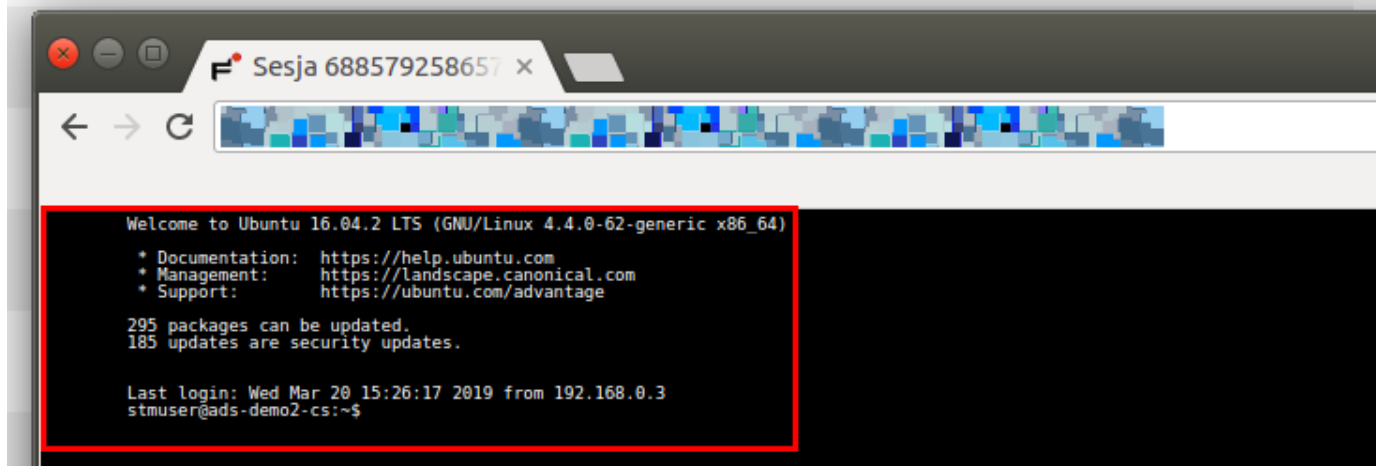 Sesja 688579258657
Welcome to Ubuntu 16.04.2 LTS (GNU/Linux 4.4.0-62-generic x86_64)
* Documentation:  https://help.ubuntu.com
* Management:     https://landscape.canonical.com
* Support:        https://ubuntu.com/advantage
295 packages can be updated.
185 updates are security updates.
Last login: Wed Mar 20 15:26:17 2019 from 192.168.0.3
stmuser@ads-demo2-cs:~$